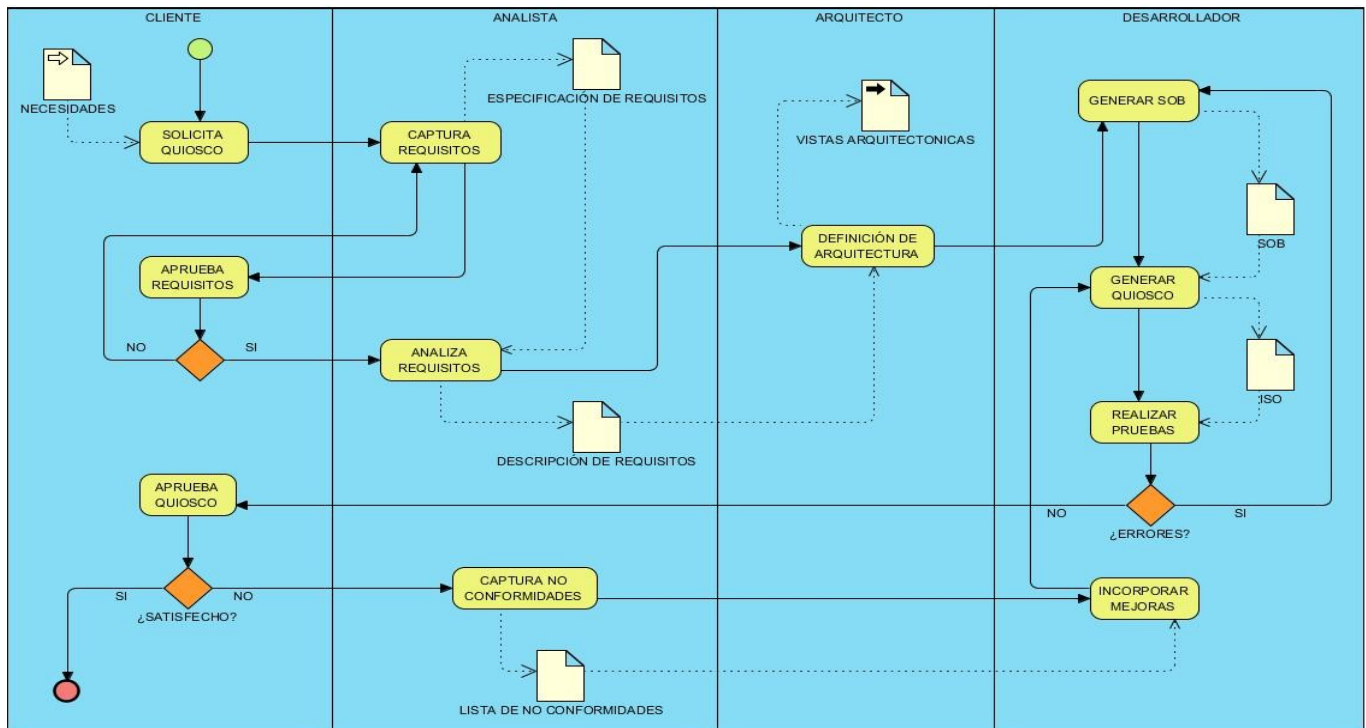 CLIENTE
ANALISTA
ARQUITECTO
DESARROLLADOR
NECESIDADES
SOLICITA
QUIOSCO
CAPTURA
REQUISITOS
ESPECIFICACIÓN DE REQUISITOS
VISTAS ARQUITECTONICAS
GENERAR SOB
SOB
APRUEBA
REQUISITOS
NO
SI
ANALIZA
REQUISITOS
DESCRIPCIÓN DE REQUISITOS
DEFINICIÓN DE
ARQUITECTURA
GENERAR
QUIOSCO
ISO
REALIZAR
PRUEBAS
NO
SI
¿ERRORES?
APRUEBA
QUIOSCO
SI
NO
¿SATISFECHO?
CAPTURA NO
CONFORMIDADES
LISTA DE NO CONFORMIDADES
INCORPORAR
MEJORAS